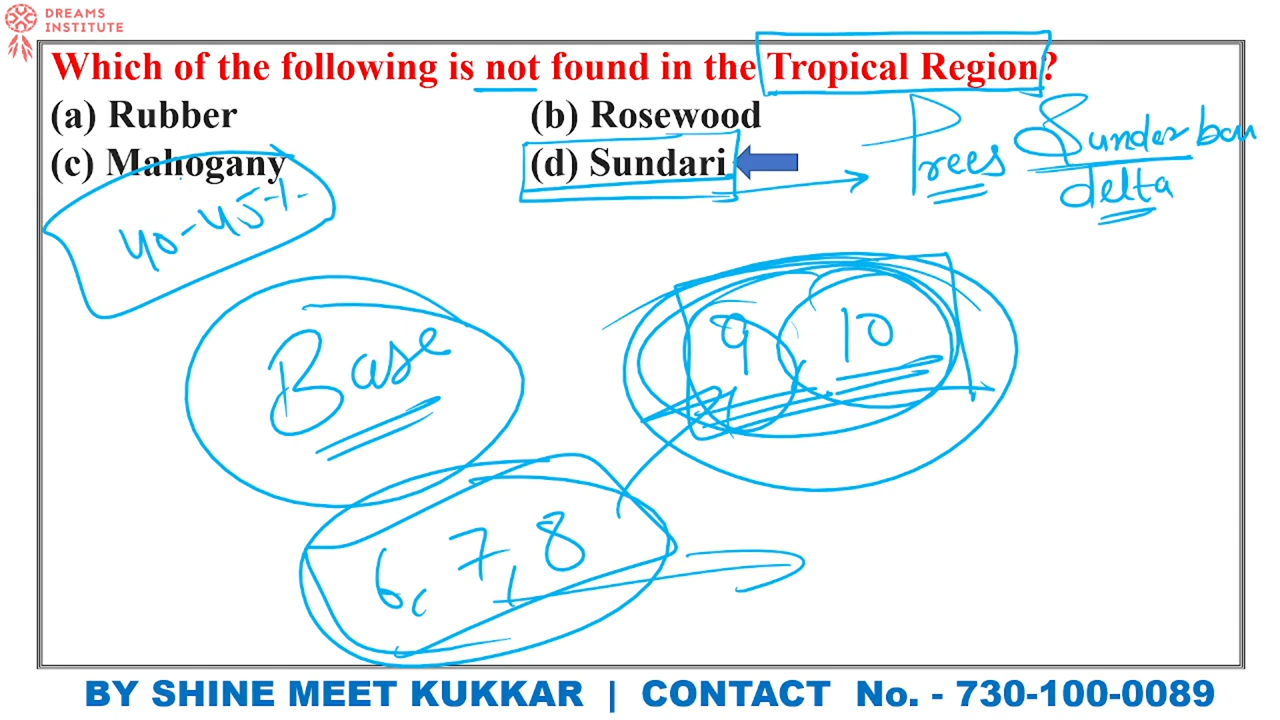 DREAMS
INSTITUTE
Which of the following is not found in the Tropical Region?
(a) Rubber (b) Rosewood
(c) Mahogany (d) Sundari
Trees Sunderban
delta
40-45%
Base
9 10
6, 7, 8
BY SHINE MEET KUKKAR | CONTACT No. - 730-100-0089